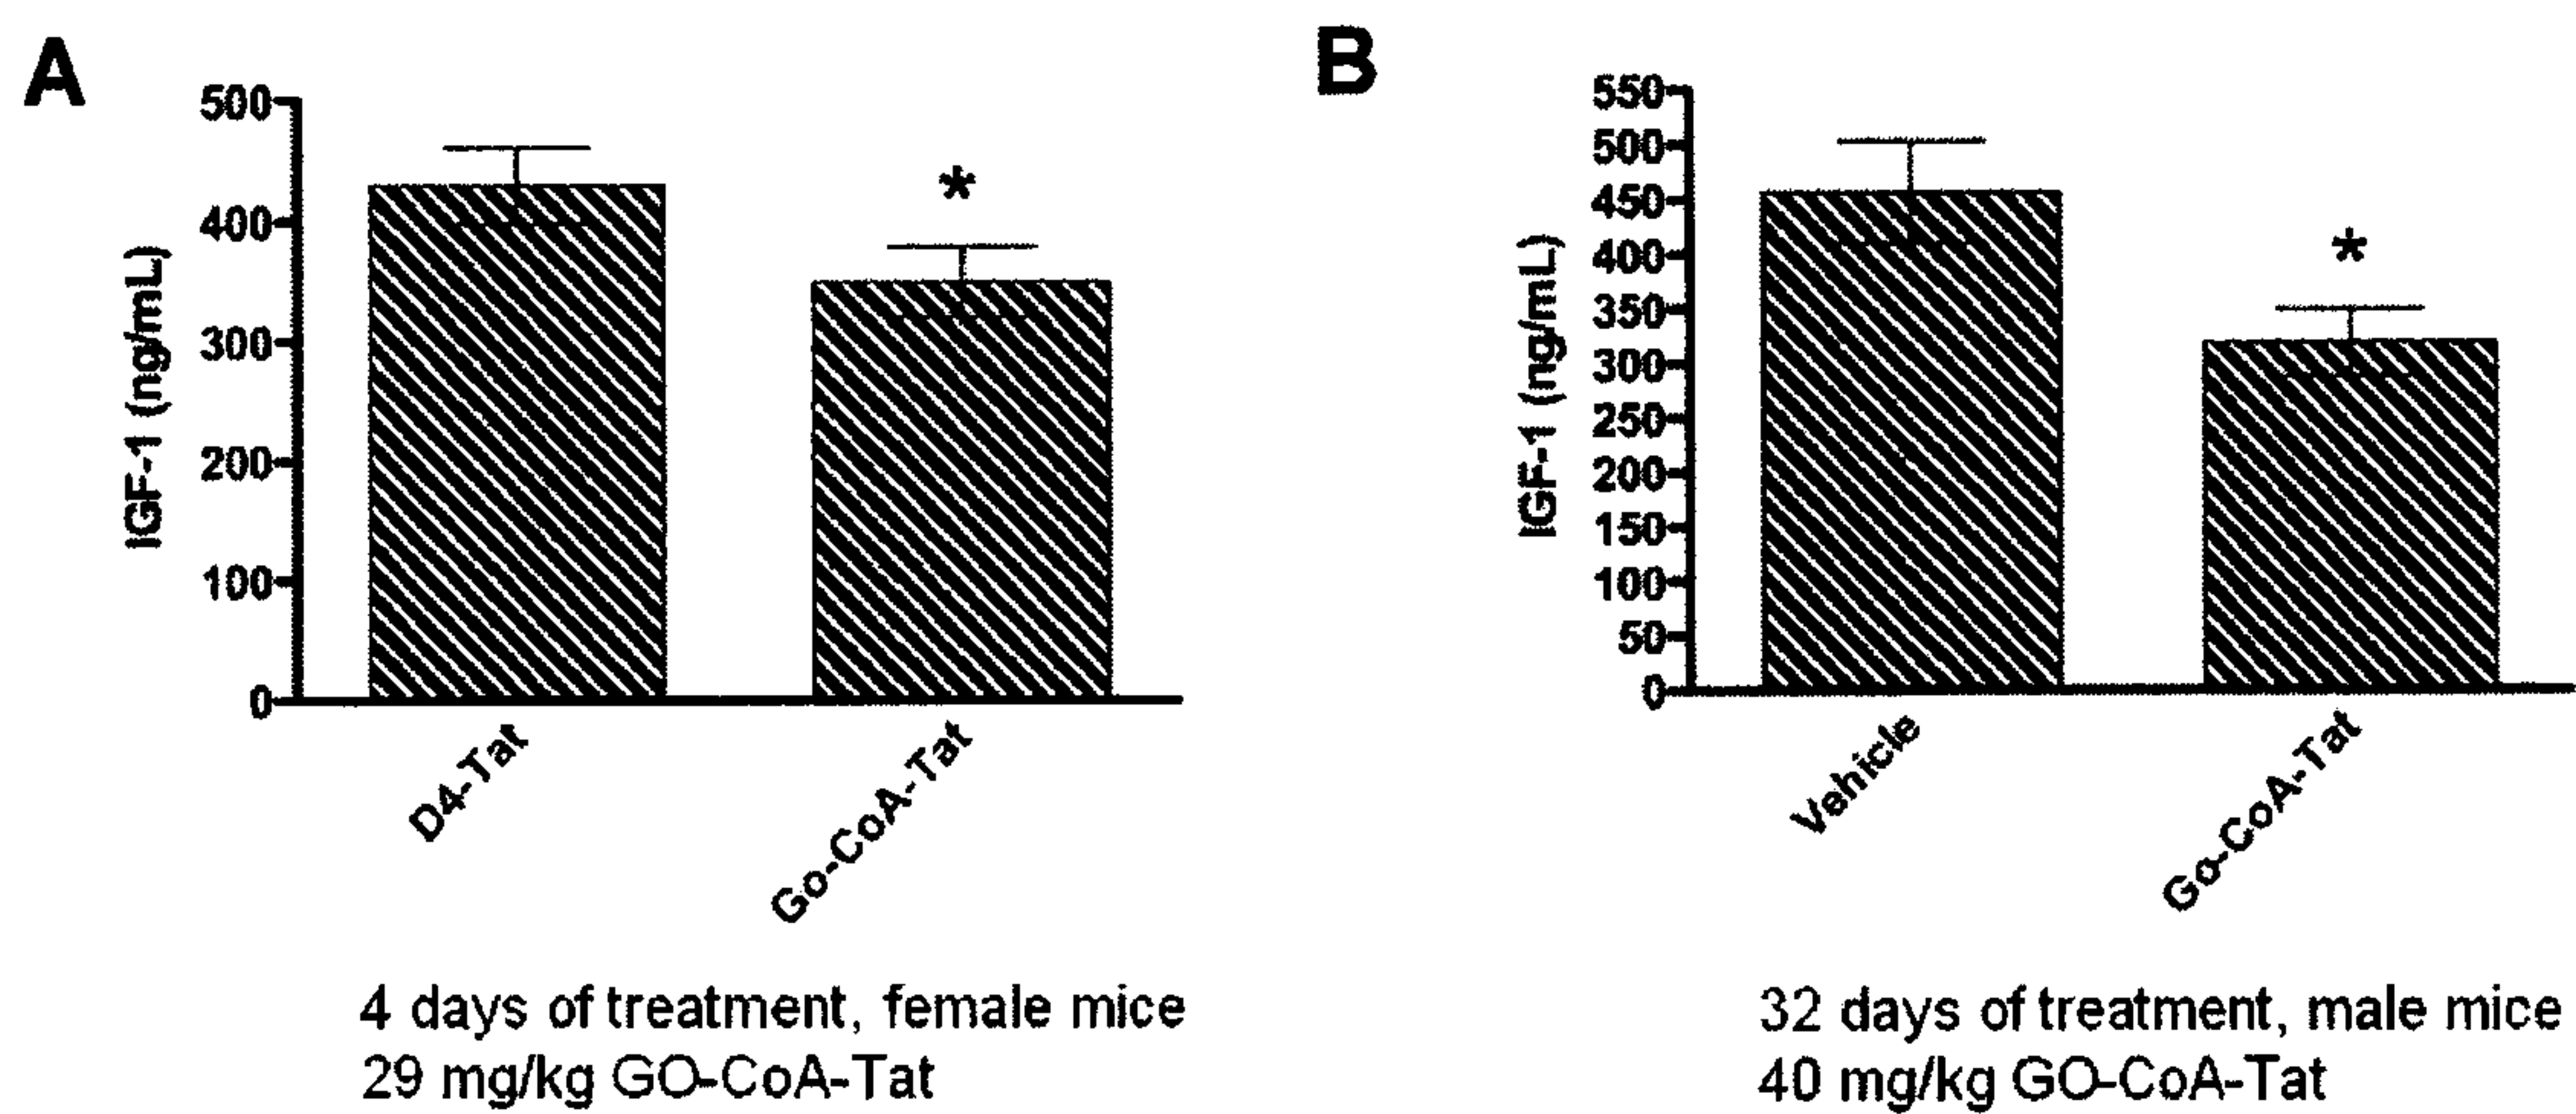 A
500
400
300
200
100
0
IGF-1 (ng/mL)
*
D4-Tat
Go-CoA-Tat
4 days of treatment, female mice
29 mg/kg GO-CoA-Tat
B
550
500
450
400
350
300
250
200
150
100
50
0
IGF-1 (ng/mL)
*
Vehicle
Go-CoA-Tat
32 days of treatment, male mice
40 mg/kg GO-CoA-Tat